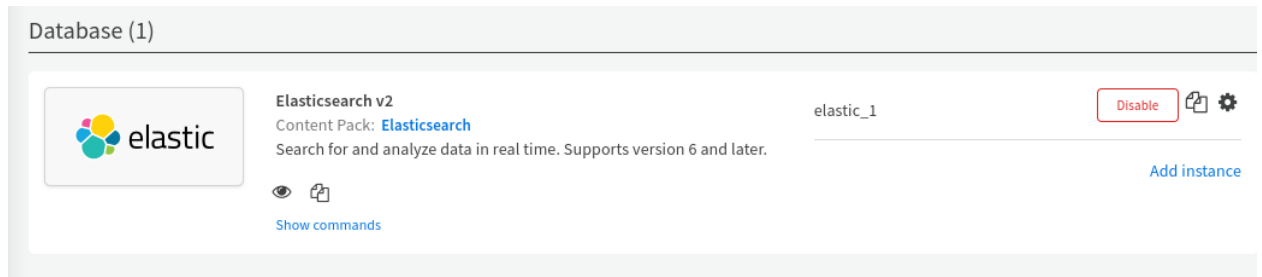 Database (1)
elastic
Elasticsearch v2
Content Pack: Elasticsearch
Search for and analyze data in real time. Supports version 6 and later.
Show commands
elastic_1
Disable
Add instance